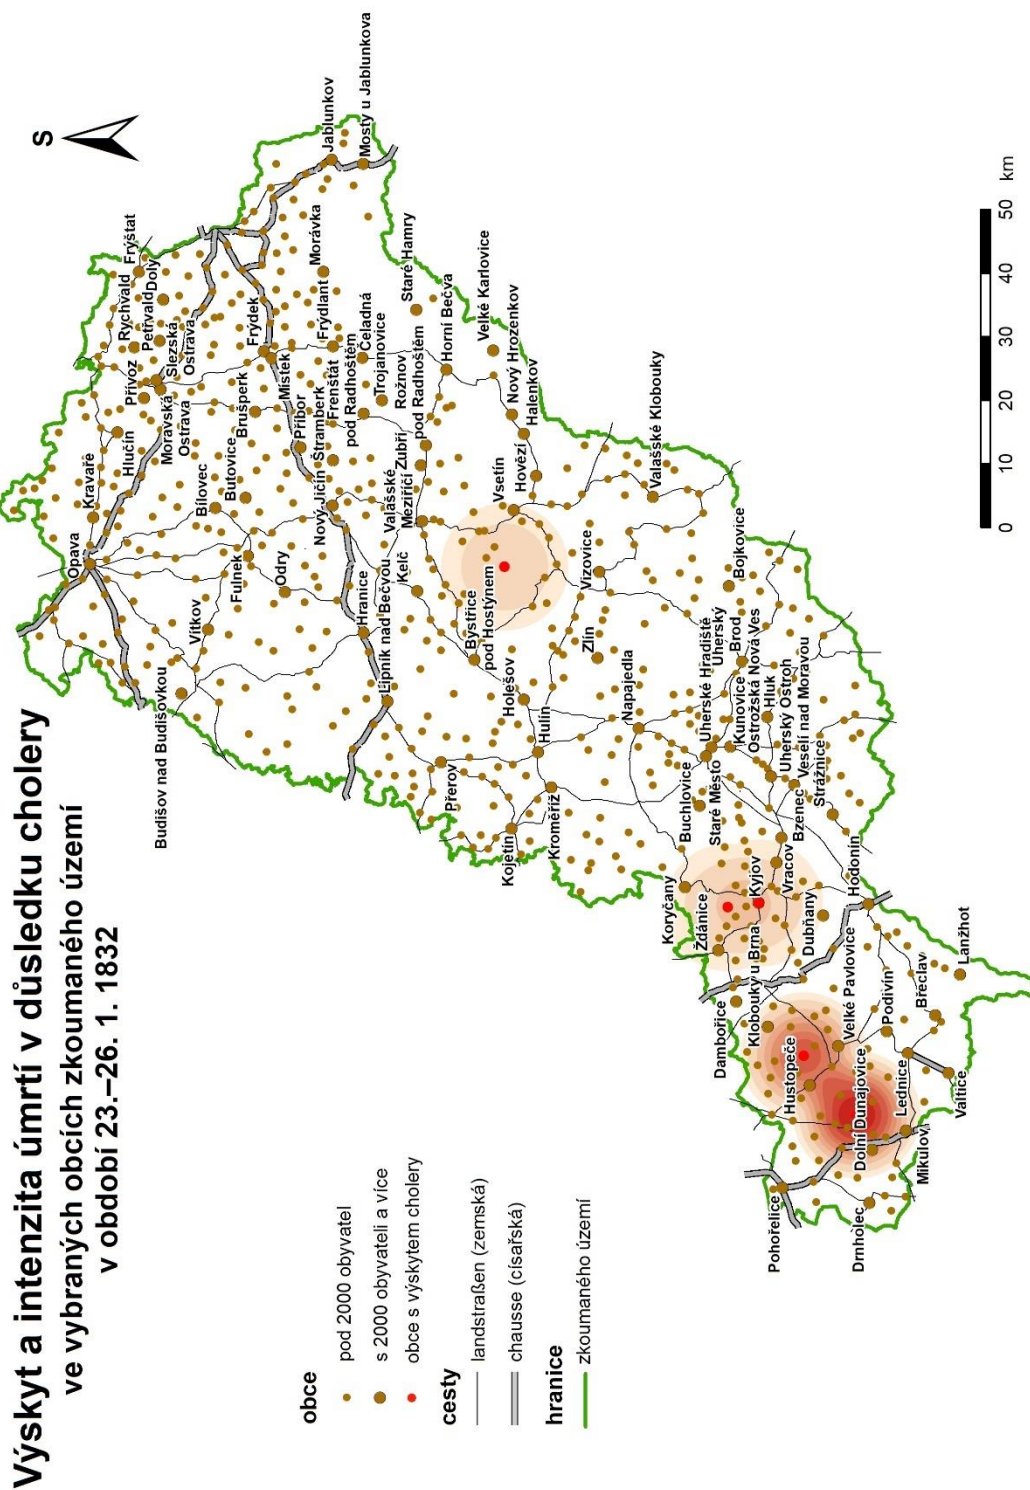 Výskyt a intenzita úmrtí v důsledku cholery
ve vybraných obcích zkoumaného území
v období 23.–26. 1. 1832
S
obce
pod 2000 obyvatel
s 2000 obyvateli a více
obce s výskytem cholery
cesty
landstraßen (zemská)
chausse (císařská)
hranice
zkoumaného území
0 10 20 30 40 50 km
Opava
Kravaře
Hlučín
Přívoz
Rychvald
Fryštat
Petřvald
Doly
Slezská
Ostrava
Moravská
Ostrava
Budišov nad Budišovkou
Vítkov
Bílovec
Butovice
Brušperk
Frýdek
Místek
Fulnek
Odry
Příbor
Nový Jičín
Štramberk
Frenštát
pod Radhoštěm
Frýdlant
Morávka
Jablunkov
Mosty u Jablunkova
Čeladná
Trojanovice
Staré Hamry
Hranice
Lipník nad Bečvou
Kelč
Valašské
Meziříčí
Zubří
Rožnov
pod Radhoštěm
Horní Bečva
Velké Karlovice
Nový Hrozenkov
Halenkov
Hovězí
Vsetín
Bystřice
pod Hostýnem
Přerov
Holešov
Hulín
Kojetín
Kroměříž
Vizovice
Zlín
Valašské Klobouky
Napajedla
Bojkovice
Uherské Hradiště
Uherský
Brod
Kunovice
Ostrožská Nová Ves
Hluk
Uherský Ostroh
Veselí nad Moravou
Strážnice
Buchlovice
Staré Město
Bzenec
Vracov
Kyjov
Koryčany
Ždánice
Dubňany
Hodonín
Dambořice
Klobouky u Brna
Velké Pavlovice
Podivín
Břeclav
Lanžhot
Hustopeče
Dolní Dunajovice
Lednice
Valtice
Mikulov
Pohořelice
Drnholec